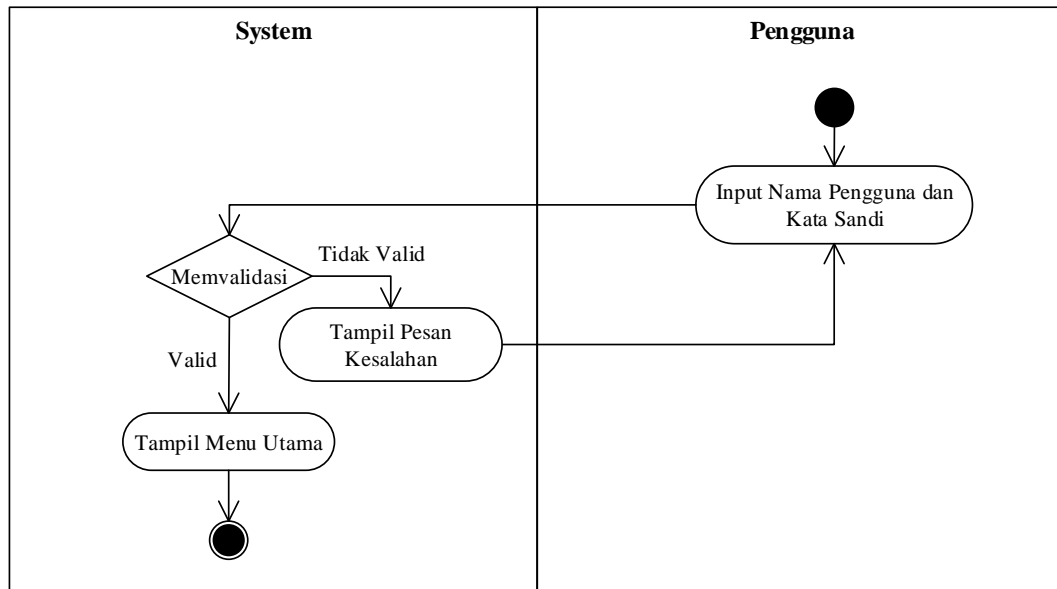 System
Pengguna
Input Nama Pengguna dan
Kata Sandi
Memvalidasi
Tidak Valid
Tampil Pesan
Kesalahan
Valid
Tampil Menu Utama